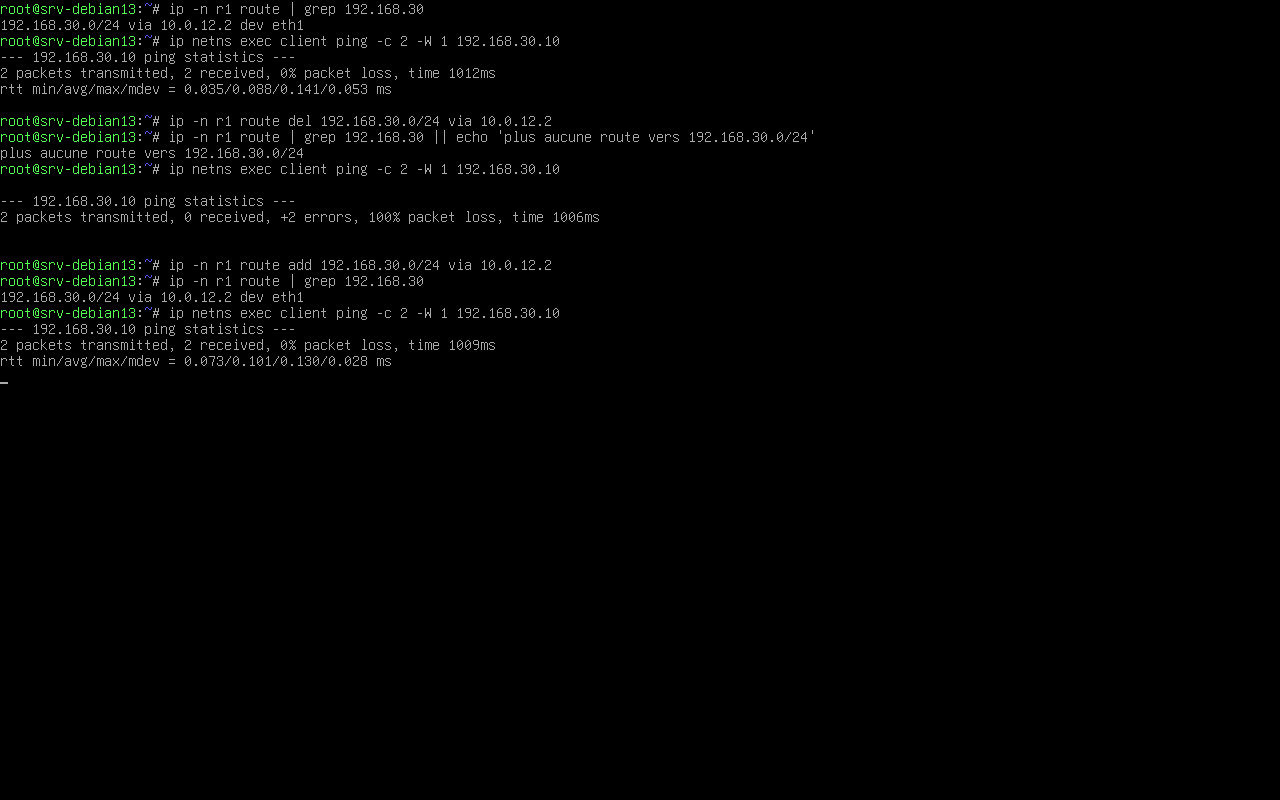 root@srv-debian13:~# ip -n r1 route | grep 192.168.30
192.168.30.0/24 via 10.0.12.2 dev eth1
root@srv-debian13:~# ip netns exec client ping -c 2 -W 1 192.168.30.10
--- 192.168.30.10 ping statistics ---
2 packets transmitted, 2 received, 0% packet loss, time 1012ms
rtt min/avg/max/mdev = 0.035/0.088/0.141/0.053 ms
root@srv-debian13:~# ip -n r1 route del 192.168.30.0/24 via 10.0.12.2
root@srv-debian13:~# ip -n r1 route | grep 192.168.30 || echo 'plus aucune route vers 192.168.30.0/24'
plus aucune route vers 192.168.30.0/24
root@srv-debian13:~# ip netns exec client ping -c 2 -W 1 192.168.30.10
--- 192.168.30.10 ping statistics ---
2 packets transmitted, 0 received, +2 errors, 100% packet loss, time 1006ms
root@srv-debian13:~# ip -n r1 route add 192.168.30.0/24 via 10.0.12.2
root@srv-debian13:~# ip -n r1 route | grep 192.168.30
192.168.30.0/24 via 10.0.12.2 dev eth1
root@srv-debian13:~# ip netns exec client ping -c 2 -W 1 192.168.30.10
--- 192.168.30.10 ping statistics ---
2 packets transmitted, 2 received, 0% packet loss, time 1009ms
rtt min/avg/max/mdev = 0.073/0.101/0.130/0.028 ms